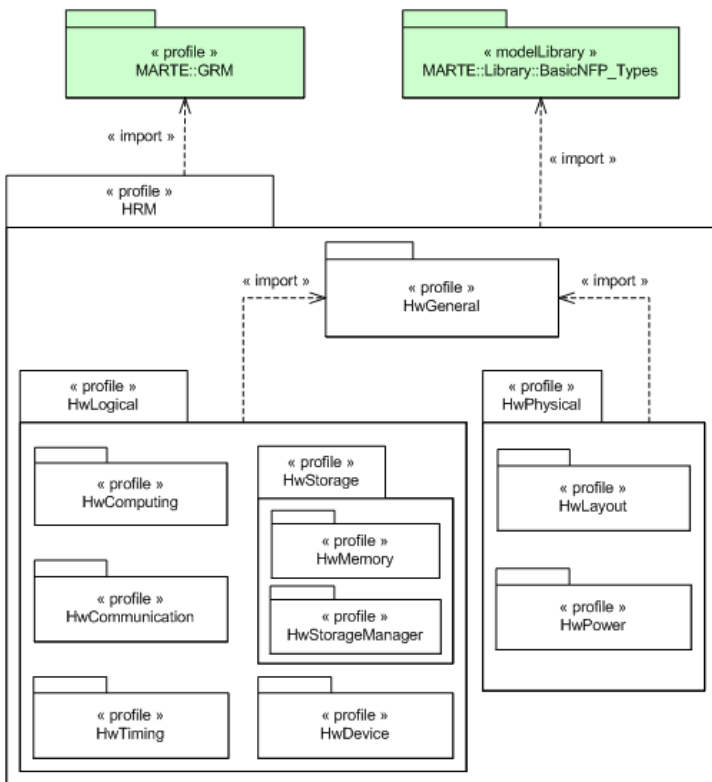 « profile »
MARTE::GRM
« modelLibrary »
MARTE::Library::BasicNFP_Types
« import »
« import »
« profile »
HRM
« import »
« profile »
HwGeneral
« import »
« profile »
HwLogical
« profile »
HwPhysical
« profile »
HwComputing
« profile »
HwStorage
« profile »
HwMemory
« profile »
HwStorageManager
« profile »
HwCommunication
« profile »
HwTiming
« profile »
HwDevice
« profile »
HwLayout
« profile »
HwPower